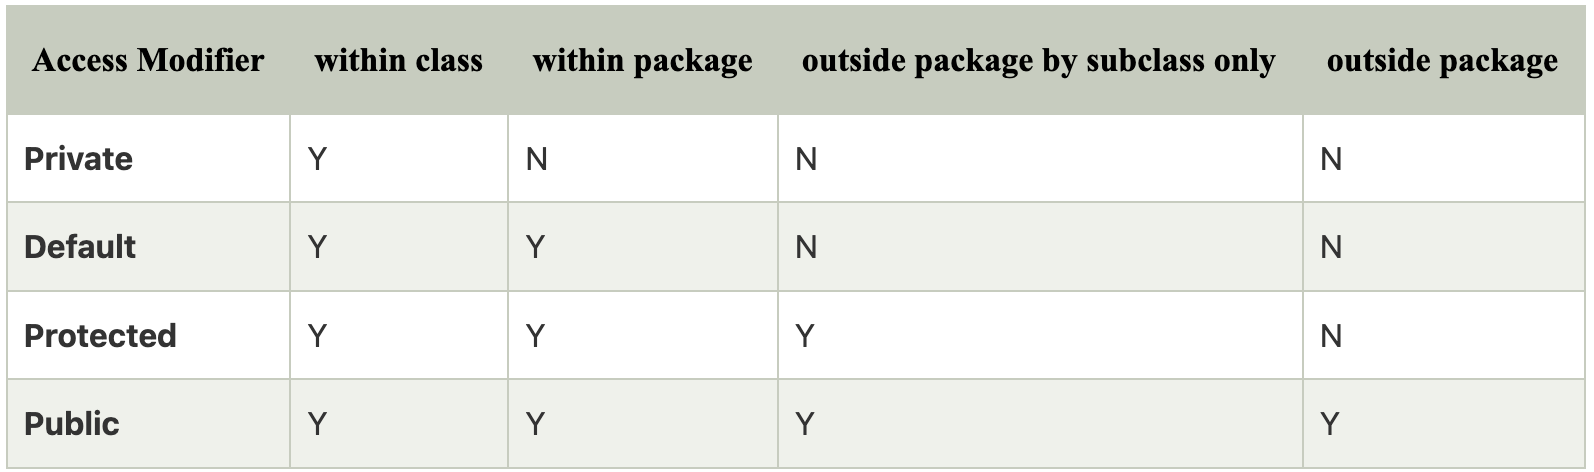 Access Modifier within class within package outside package by subclass only outside package
Private Y N N N
Default Y Y N N
Protected Y Y Y N
Public Y Y Y Y